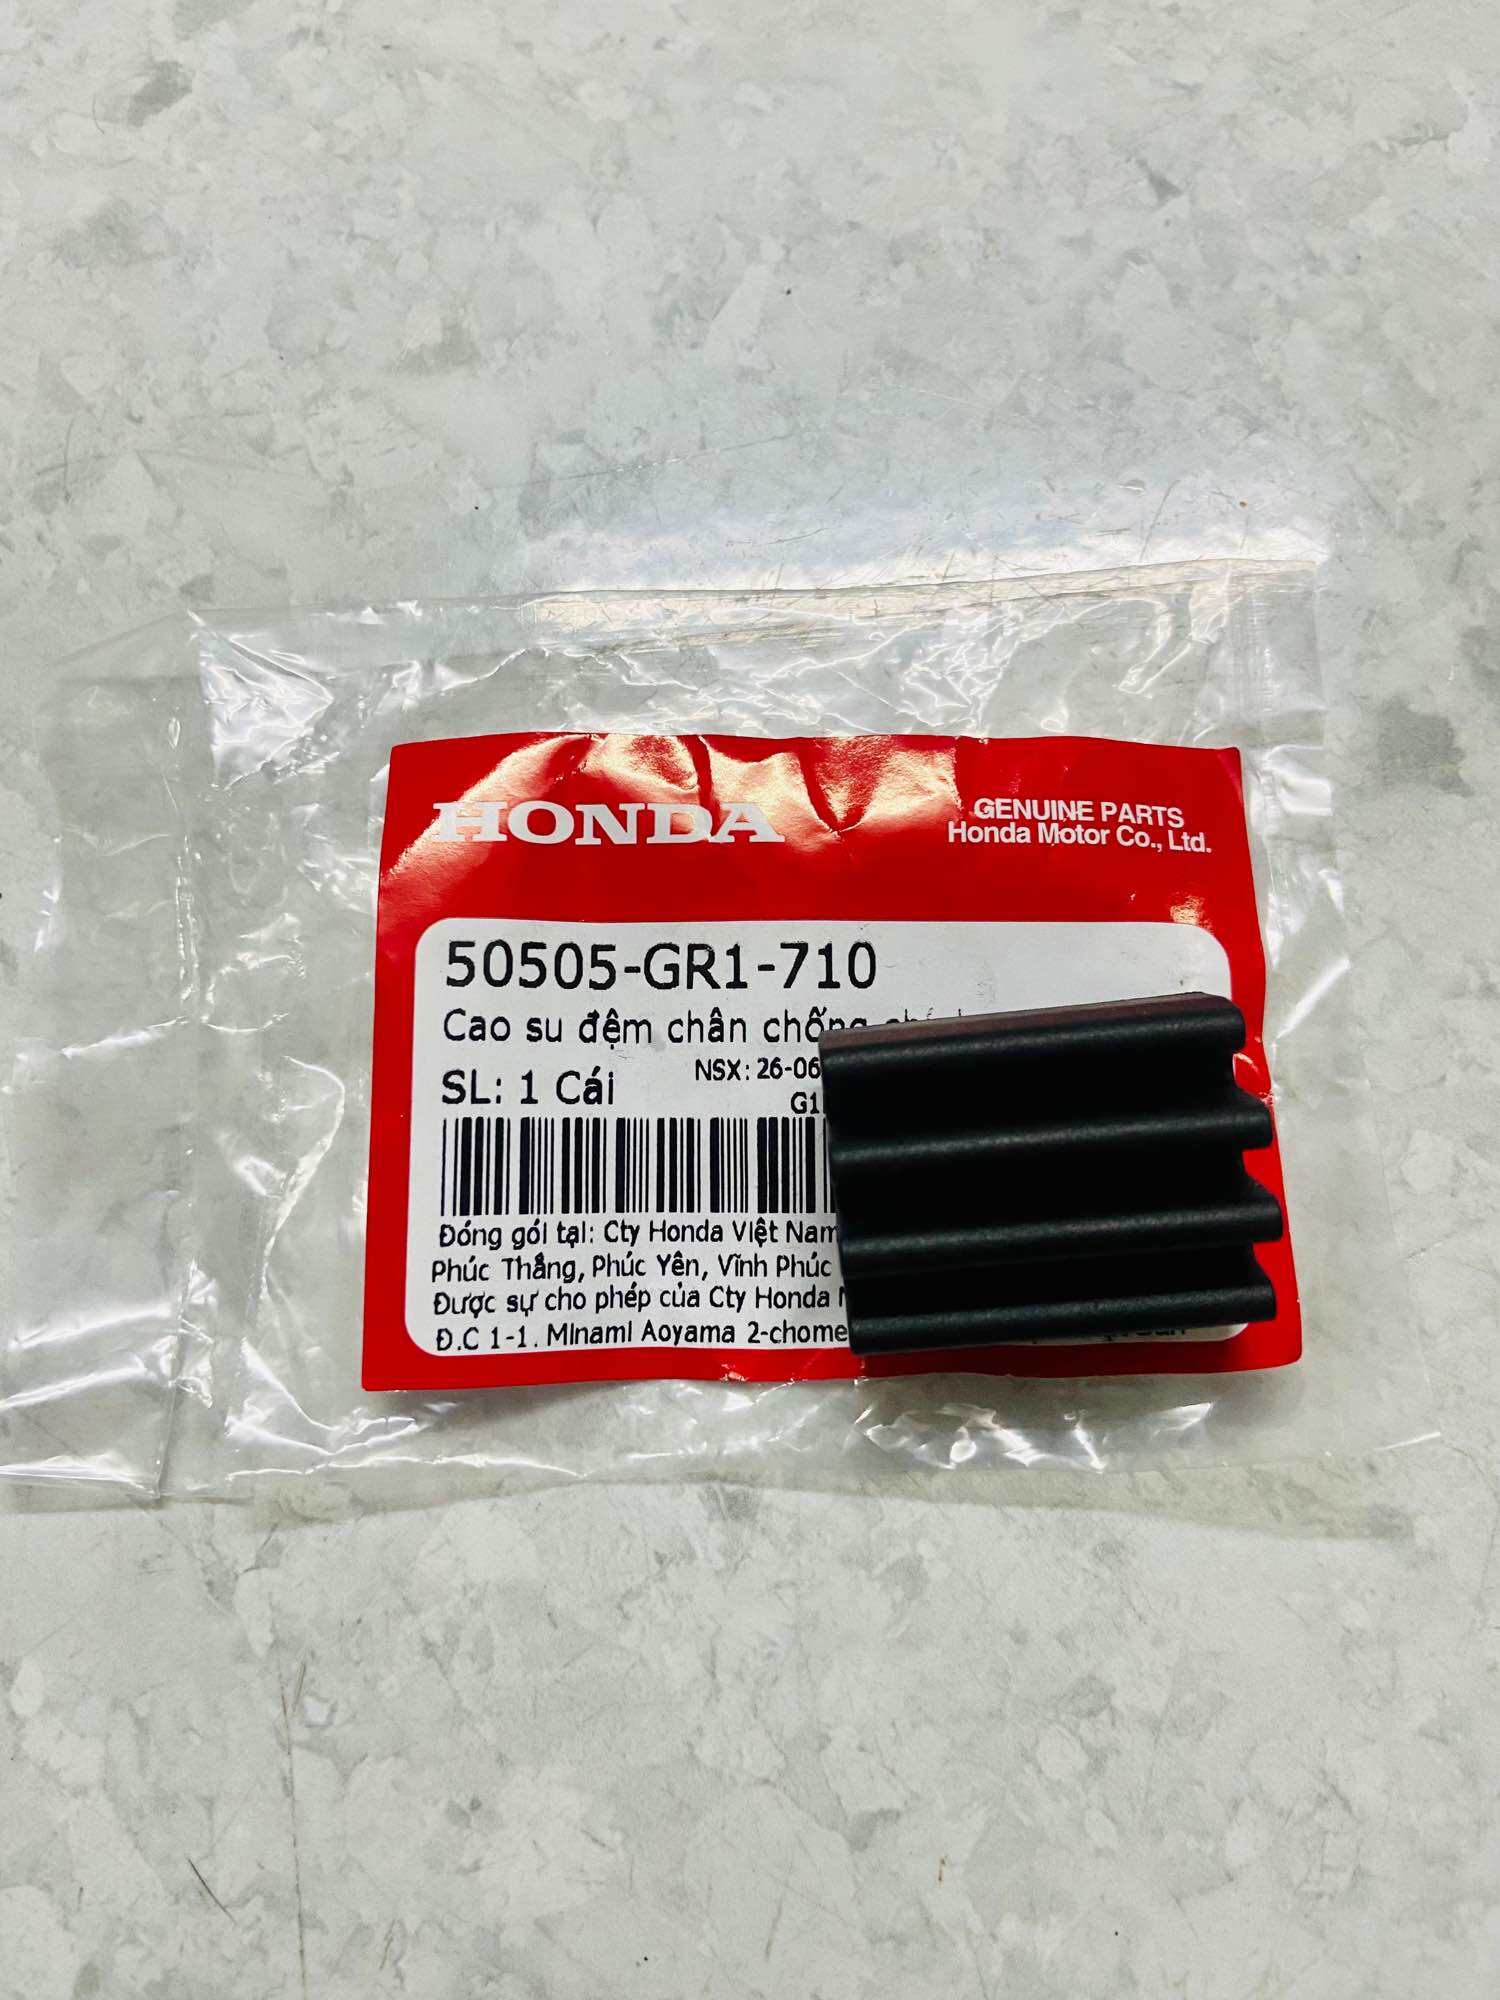 HONDA
GENUINE PARTS
Honda Motor Co., Ltd.
50505-GR1-710
Cao su đệm chân chống
SL: 1 Cái
NSX: 26-06
Đóng gói tại: Cty Honda Việt Nam
Phúc Thắng, Phúc Yên, Vĩnh Phúc
Được sự cho phép của Cty Honda
Đ.C 1-1. Minami Aoyama 2-chome